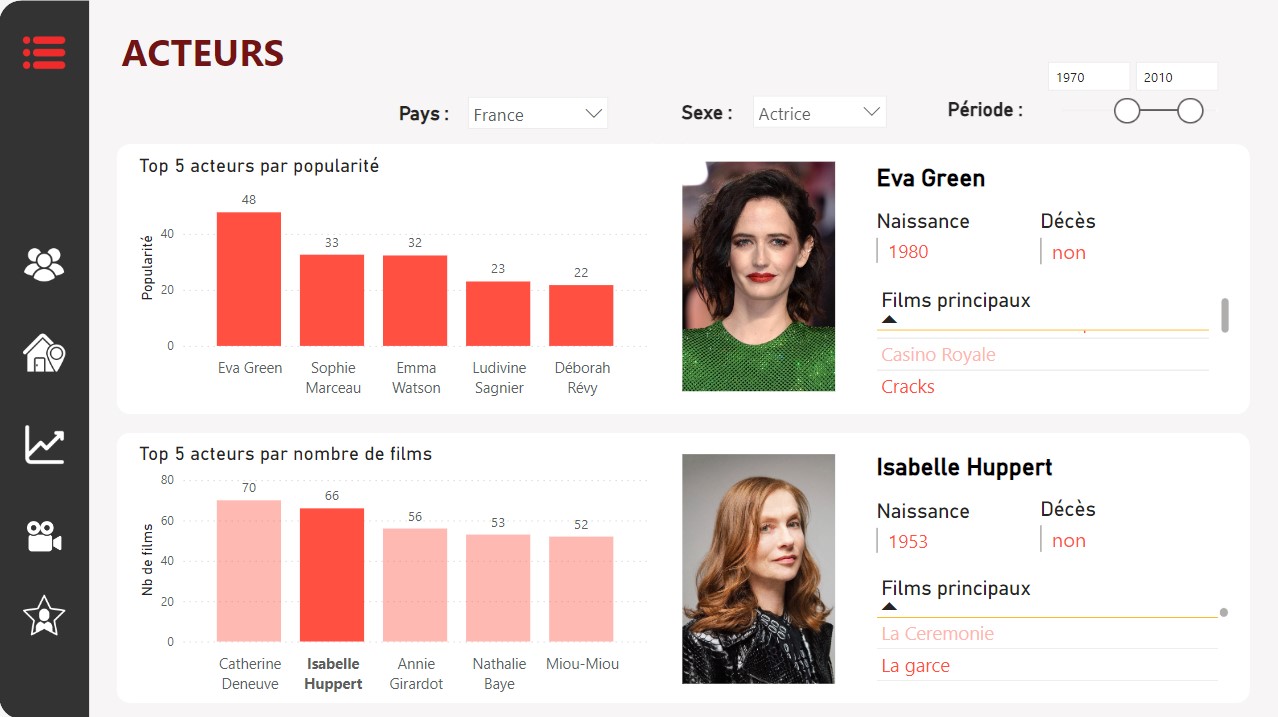 ACTEURS
Pays :
France
Sexe :
Actrice
Période :
1970
2010
Top 5 acteurs par popularité
Popularité
40
20
0
48
33
32
23
22
Eva Green
Sophie
Marceau
Emma
Watson
Ludivine
Sagnier
Déborah
Révy
Eva Green
Naissance
1980
Décès
non
Films principaux
Casino Royale
Cracks
Top 5 acteurs par nombre de films
Nb de films
80
60
40
20
0
70
66
56
53
52
Catherine
Deneuve
Isabelle
Huppert
Annie
Girardot
Nathalie
Baye
Miou-Miou
Isabelle Huppert
Naissance
1953
Décès
non
Films principaux
La Ceremonie
La garce